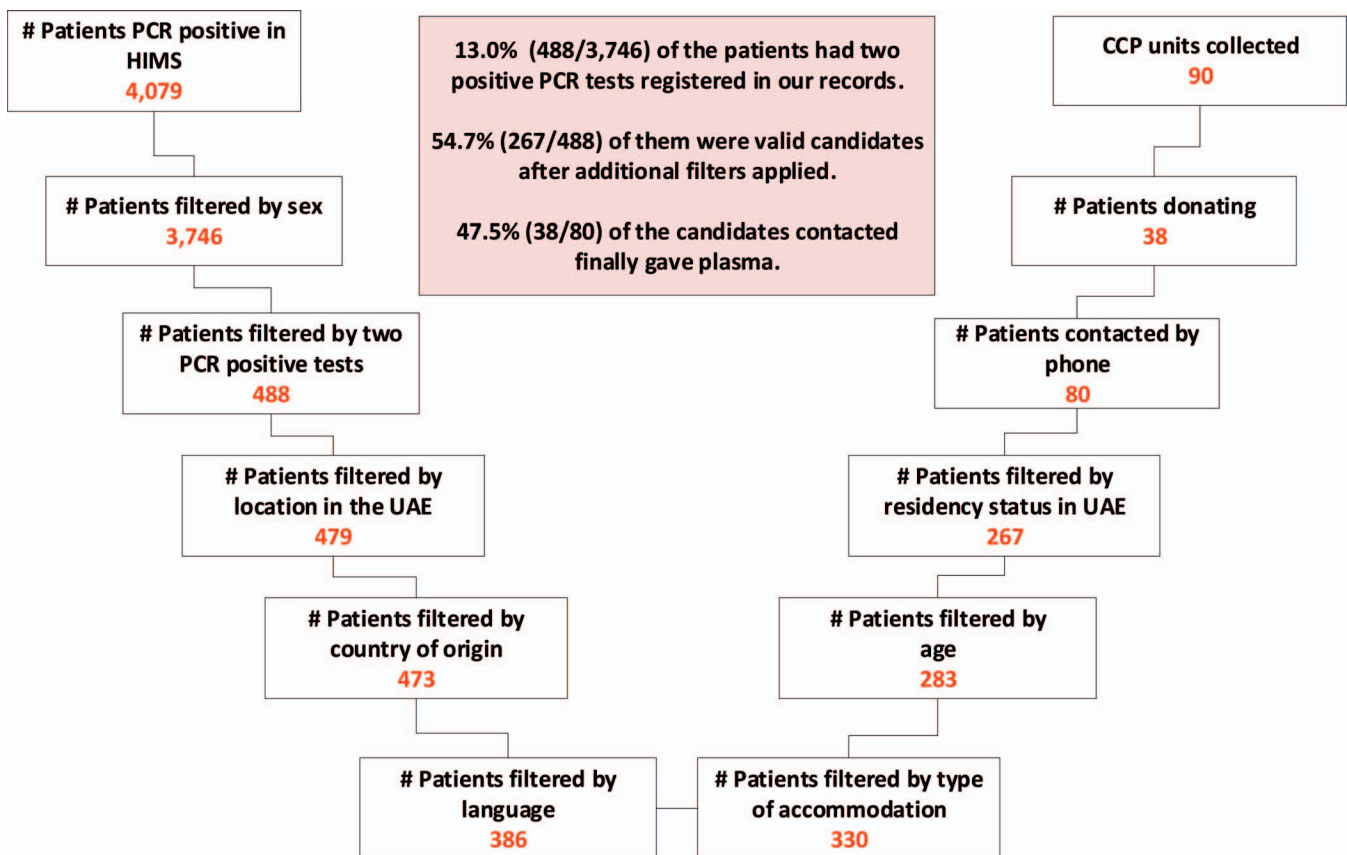 # Patients PCR positive in
HIMS
4,079
# Patients filtered by sex
3,746
# Patients filtered by two
PCR positive tests
488
# Patients filtered by
location in the UAE
479
# Patients filtered by
country of origin
473
# Patients filtered by
language
386
# Patients filtered by type
of accommodation
330
# Patients filtered by
age
283
# Patients filtered by
residency status in UAE
267
# Patients contacted by
phone
80
# Patients donating
38
CCP units collected
90
13.0% (488/3,746) of the patients had two
positive PCR tests registered in our records.
54.7% (267/488) of them were valid candidates
after additional filters applied.
47.5% (38/80) of the candidates contacted
finally gave plasma.